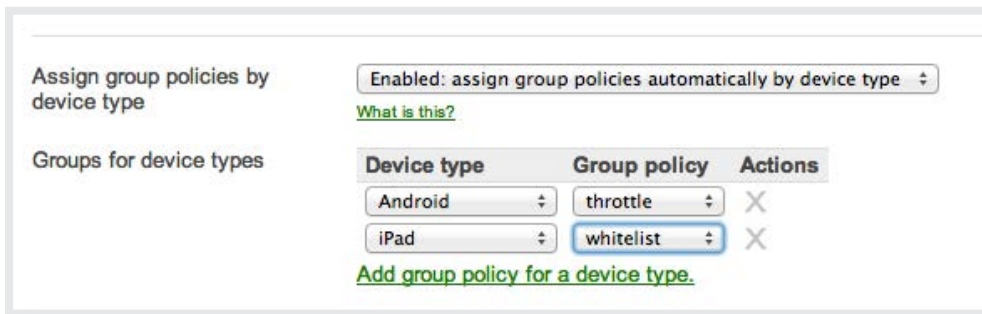 Assign group policies by
device type
Enabled: assign group policies automatically by device type
What is this?
Groups for device types
Device type Group policy Actions
Android throttle X
iPad whitelist X
Add group policy for a device type.